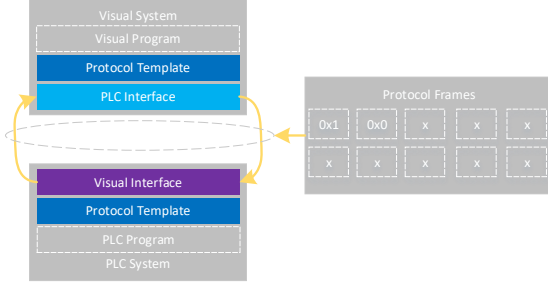 Visual System
Visual Program
Protocol Template
PLC Interface
Protocol Frames
0x1 0x0 x x x
x x x x x
Visual Interface
Protocol Template
PLC Program
PLC System